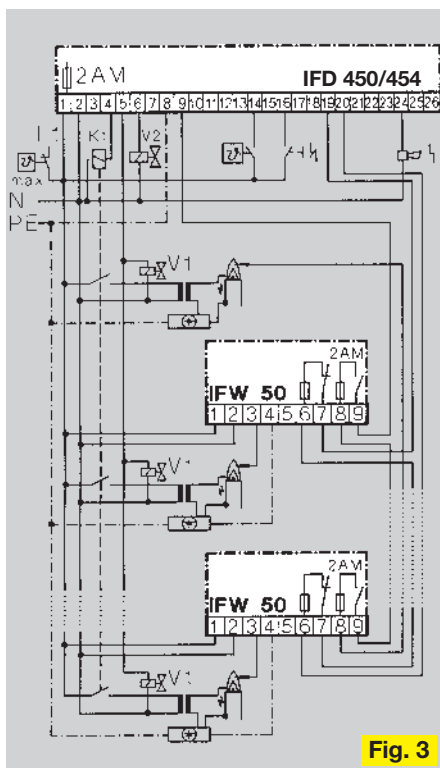 2AM IFD 450/454
1 2 3 4 5 6 7 8 9 10 11 12 13 14 15 16 17 18 19 20 21 22 23 24 25 26
L1 K1 V2
ϑ ϑ
max
N
PE
V1
2AM
IFW 50
1 2 3 4 5 6 7 8 9
V1
2AM
IFW 50
1 2 3 4 5 6 7 8 9
V1
Fig. 3